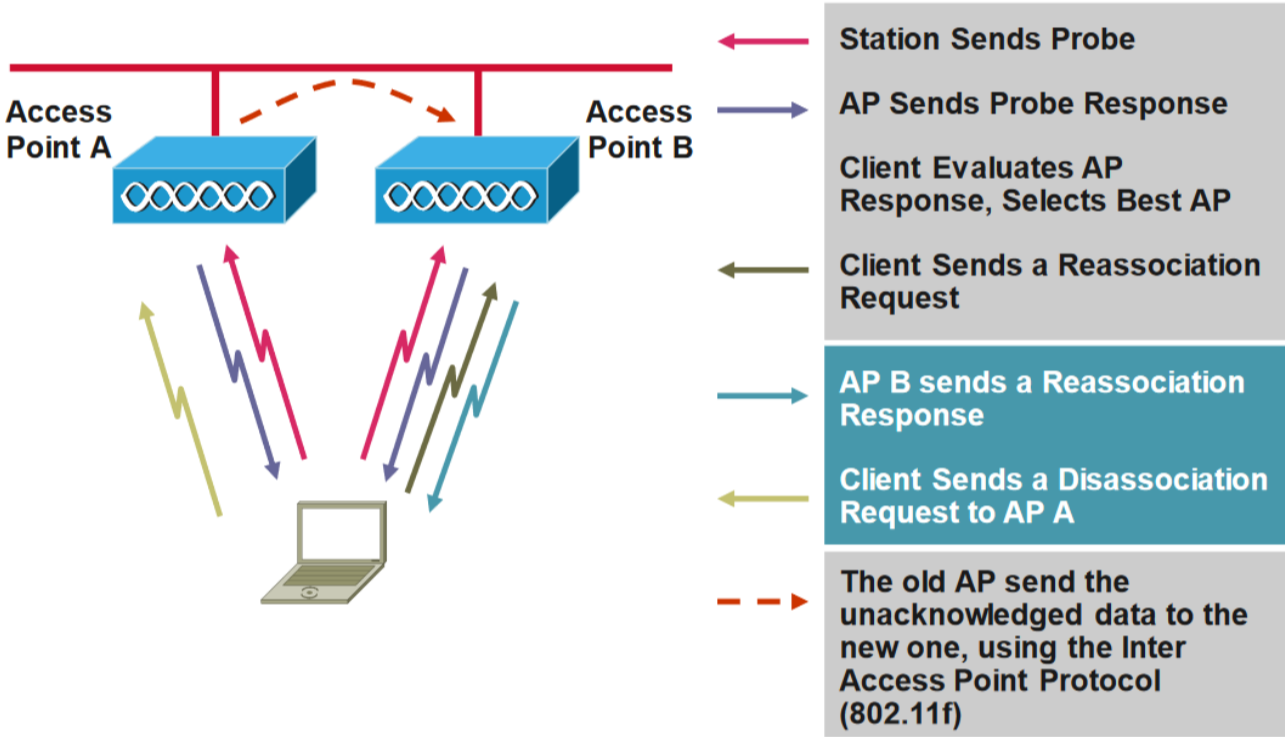 Access
Point A
Access
Point B
Station Sends Probe
AP Sends Probe Response
Client Evaluates AP
Response, Selects Best AP
Client Sends a Reassociation
Request
AP B sends a Reassociation
Response
Client Sends a Disassociation
Request to AP A
The old AP send the
unacknowledged data to the
new one, using the Inter
Access Point Protocol
(802.11f)